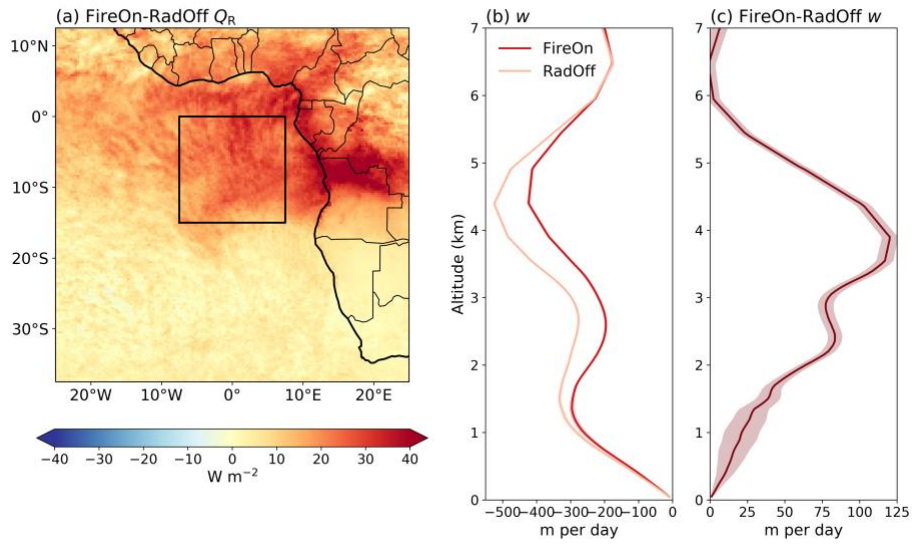 (a) FireOn-RadOff Q_R
10°N
0°
10°S
20°S
30°S
20°W 10°W 0° 10°E 20°E
−40 −30 −20 −10 0 10 20 30 40
W m⁻²
(b) w
FireOn
RadOff
7
6
5
4
3
2
1
0
Altitude (km)
−500 −400 −300 −200 −100 0
m per day
(c) FireOn-RadOff w
7
6
5
4
3
2
1
0
0 25 50 75 100 125
m per day